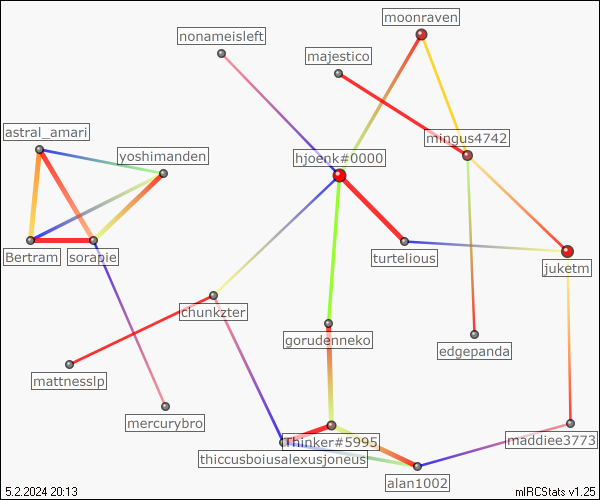 moonraven
nonameisleft
majestico
astral_amari
mingus4742
yoshimanden
hjoenk#0000
Bertram
sorapie
turtelious
juketm
chunkzter
gorudenneko
edgepanda
mattnesslp
mercurybro
Thinker#5995
maddiee3773
thiccusboiusalexusjoneus
alan1002
5.2.2024 20:13
mIRCStats v1.25